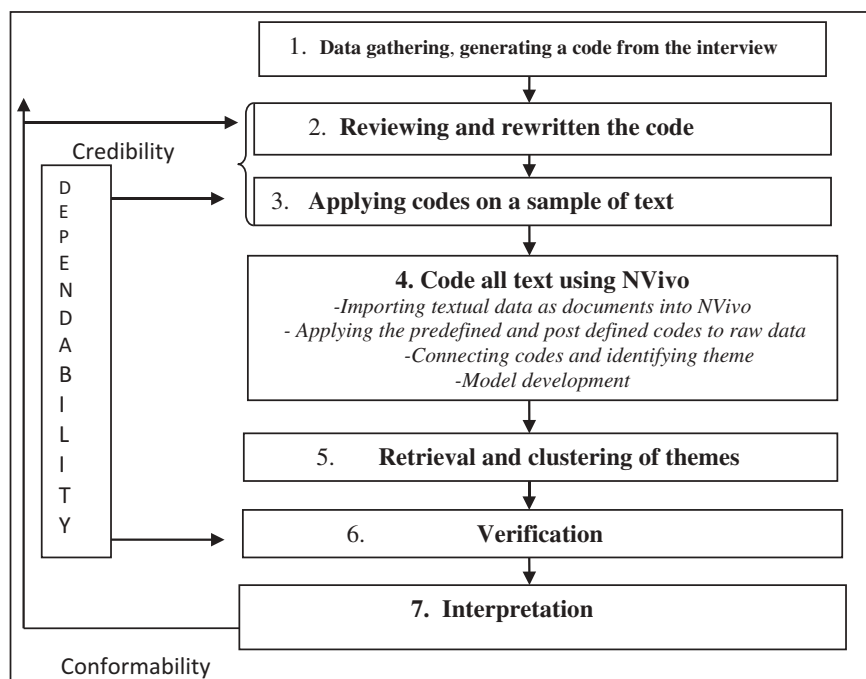 1. Data gathering, generating a code from the interview
2. Reviewing and rewritten the code
Credibility
3. Applying codes on a sample of text
DEPENDABILITY
4. Code all text using NVivo
-Importing textual data as documents into NVivo
- Applying the predefined and post defined codes to raw data
-Connecting codes and identifying theme
-Model development
5. Retrieval and clustering of themes
6. Verification
7. Interpretation
Conformability